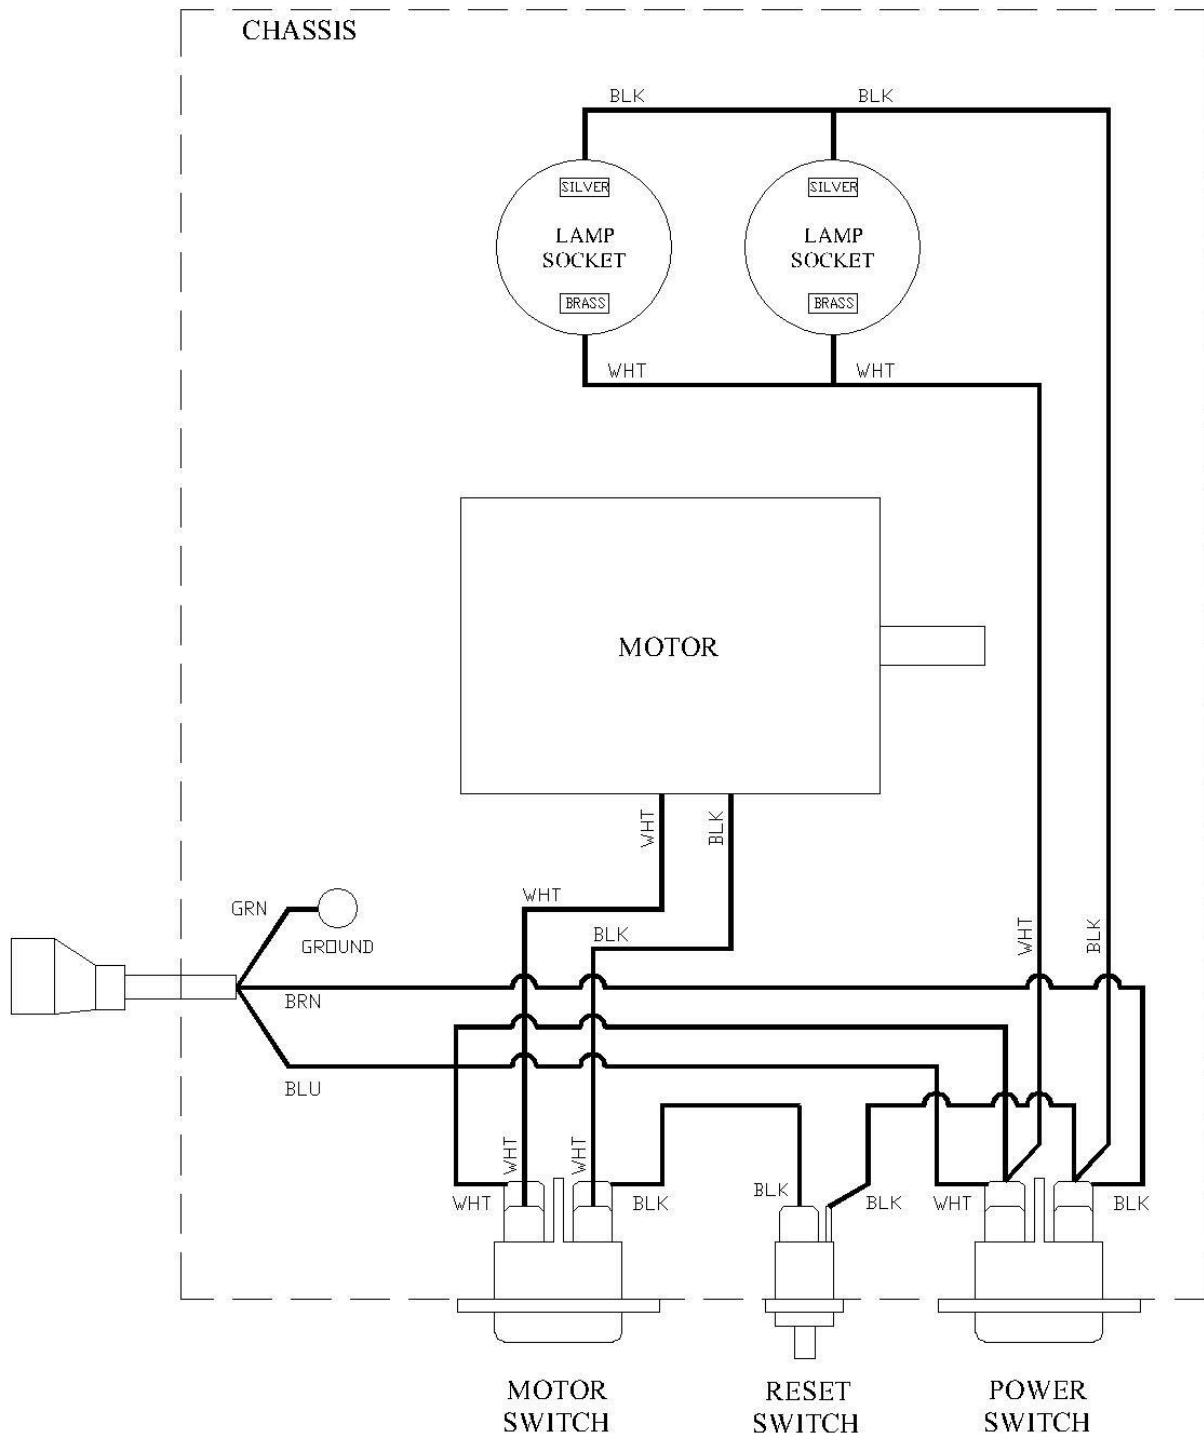 CHASSIS
BLK
BLK
SILVER
SILVER
LAMP
SOCKET
LAMP
SOCKET
BRASS
BRASS
WHT
WHT
MOTOR
WHT
BLK
WHT
GRN
BLK
GROUND
WHT
BLK
BRN
BLU
WHT
WHT
WHT
BLK
BLK
BLK
WHT
BLK
MOTOR
SWITCH
RESET
SWITCH
POWER
SWITCH